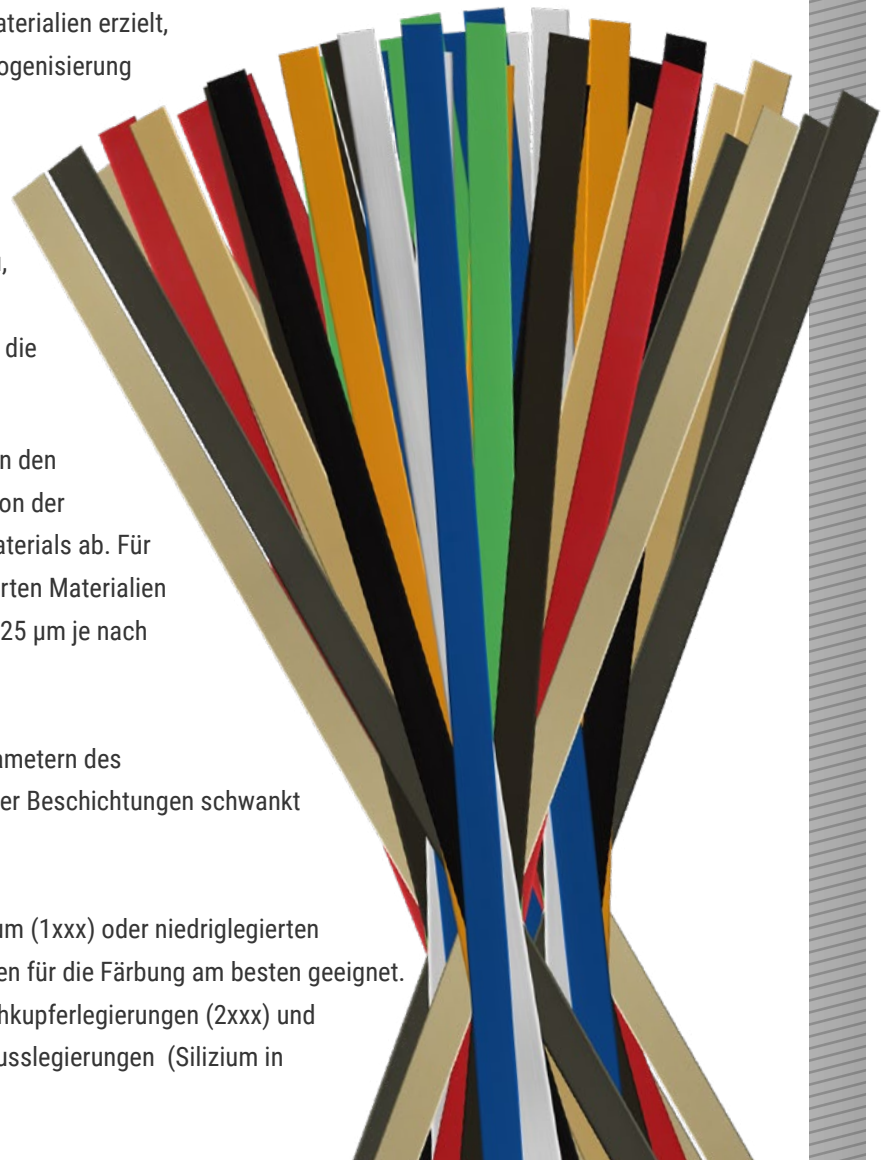 aterialien erzielt,
ogenisierung
,
die
n den
on der
aterials ab. Für
rten Materialien
25 µm je nach
ametern des
er Beschichtungen schwankt
um (1xxx) oder niedriglegierten
en für die Färbung am besten geeignet.
hkupferlegierungen (2xxx) und
usslegierungen (Silizium in